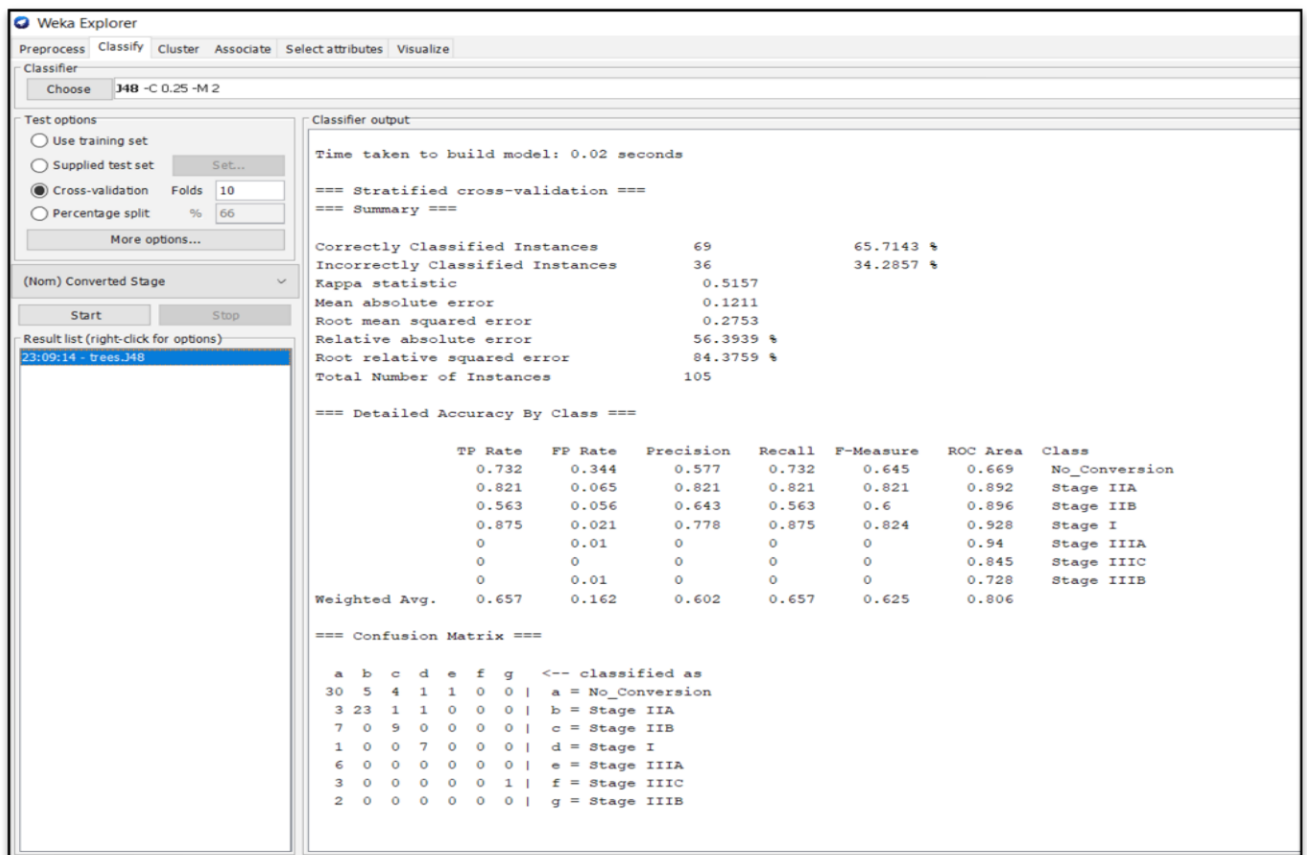 Weka Explorer
Preprocess Classify Cluster Associate Select attributes Visualize
Classifier
Choose J48 -C 0.25 -M 2
Test options
Use training set
Supplied test set Set...
Cross-validation Folds 10
Percentage split % 66
More options...
(Nom) Converted Stage
Start Stop
Result list (right-click for options)
23:09:14 - trees.J48
Classifier output
Time taken to build model: 0.02 seconds
=== Stratified cross-validation ===
=== Summary ===
Correctly Classified Instances 69 65.7143 %
Incorrectly Classified Instances 36 34.2857 %
Kappa statistic 0.5157
Mean absolute error 0.1211
Root mean squared error 0.2753
Relative absolute error 56.3939 %
Root relative squared error 84.3759 %
Total Number of Instances 105
=== Detailed Accuracy By Class ===
TP Rate FP Rate Precision Recall F-Measure ROC Area Class
0.732 0.344 0.577 0.732 0.645 0.669 No_Conversion
0.821 0.065 0.821 0.821 0.821 0.892 Stage IIA
0.563 0.056 0.643 0.563 0.6 0.896 Stage IIB
0.875 0.021 0.778 0.875 0.824 0.928 Stage I
0 0.01 0 0 0 0.94 Stage IIIA
0 0 0 0 0 0.845 Stage IIIC
0 0.01 0 0 0 0.728 Stage IIIB
Weighted Avg. 0.657 0.162 0.602 0.657 0.625 0.806
=== Confusion Matrix ===
a b c d e f g <-- classified as
30 5 4 1 1 0 0 | a = No_Conversion
3 23 1 1 0 0 0 | b = Stage IIA
7 0 9 0 0 0 0 | c = Stage IIB
1 0 0 7 0 0 0 | d = Stage I
6 0 0 0 0 0 0 | e = Stage IIIA
3 0 0 0 0 0 1 | f = Stage IIIC
2 0 0 0 0 0 0 | g = Stage IIIB